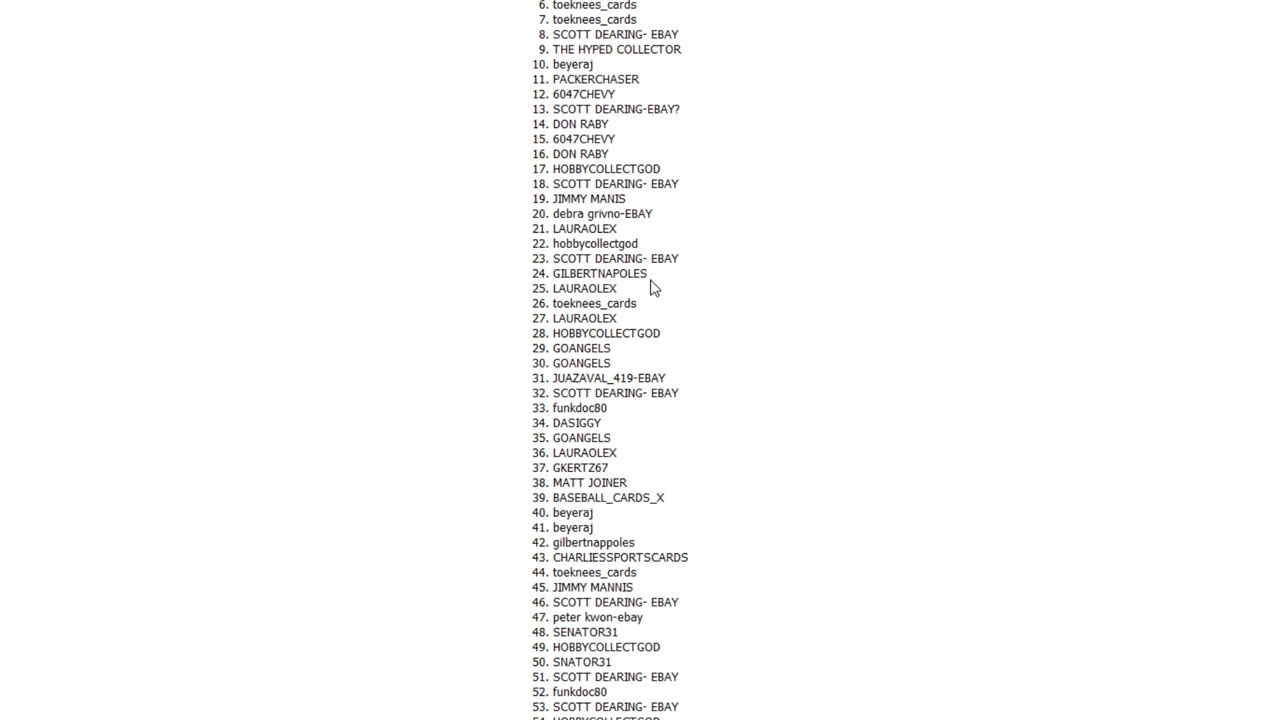 6. toeknees_cards
7. toeknees_cards
8. SCOTT DEARING- EBAY
9. THE HYPED COLLECTOR
10. beyeraj
11. PACKERCHASER
12. 6047CHEVY
13. SCOTT DEARING-EBAY?
14. DON RABY
15. 6047CHEVY
16. DON RABY
17. HOBBYCOLLECTGOD
18. SCOTT DEARING- EBAY
19. JIMMY MANIS
20. debra grivno-EBAY
21. LAURAOLEX
22. hobbycollectgod
23. SCOTT DEARING- EBAY
24. GILBERTNAPOLES
25. LAURAOLEX
26. toeknees_cards
27. LAURAOLEX
28. HOBBYCOLLECTGOD
29. GOANGELS
30. GOANGELS
31. JUAZAVAL_419-EBAY
32. SCOTT DEARING- EBAY
33. funkdoc80
34. DASIGGY
35. GOANGELS
36. LAURAOLEX
37. GKERTZ67
38. MATT JOINER
39. BASEBALL_CARDS_X
40. beyeraj
41. beyeraj
42. gilbertnappoles
43. CHARLIESSPORTSCARDS
44. toeknees_cards
45. JIMMY MANNIS
46. SCOTT DEARING- EBAY
47. peter kwon-ebay
48. SENATOR31
49. HOBBYCOLLECTGOD
50. SNATOR31
51. SCOTT DEARING- EBAY
52. funkdoc80
53. SCOTT DEARING- EBAY
54. HOBBYCOLLECTGOD